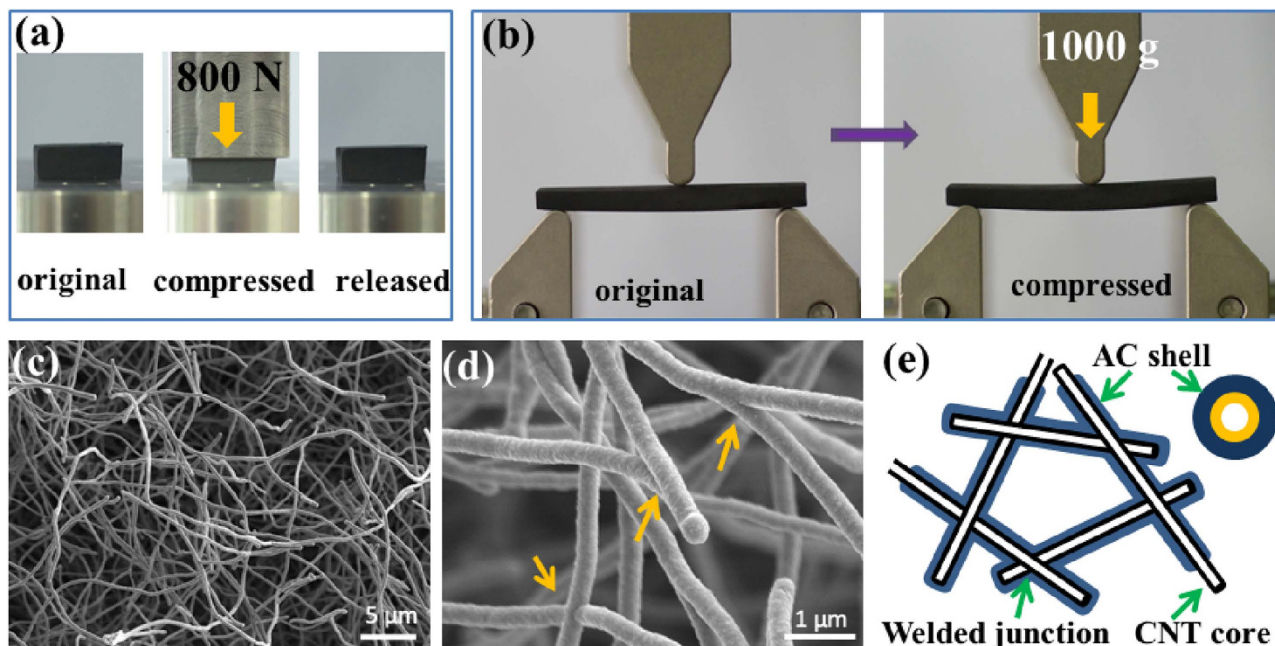 (a)
800 N
original compressed released
(b)
1000 g
original
compressed
(c)
5 µm
(d)
1 µm
(e)
AC shell
Welded junction CNT core